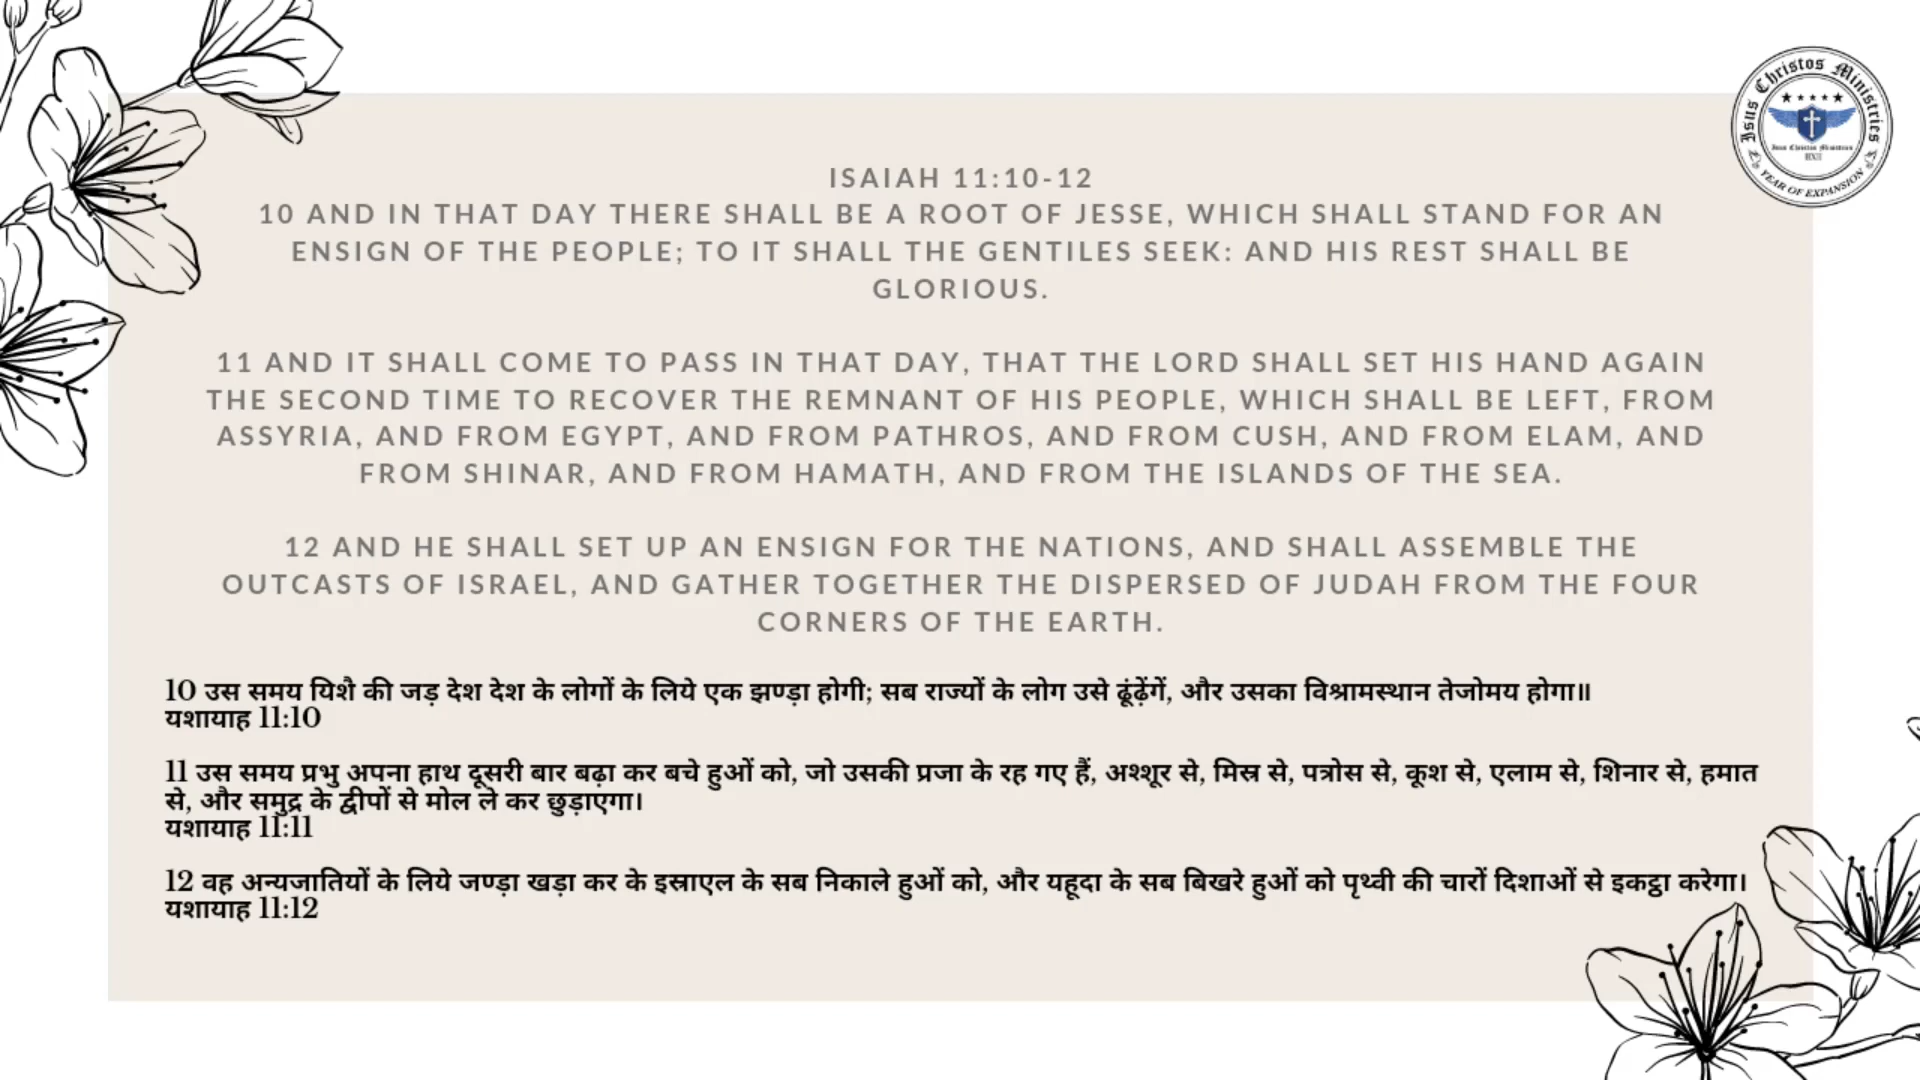 Isus Christos Ministries
YEAR OF EXPANSION
ISAIAH 11:10-12
10 AND IN THAT DAY THERE SHALL BE A ROOT OF JESSE, WHICH SHALL STAND FOR AN
ENSIGN OF THE PEOPLE; TO IT SHALL THE GENTILES SEEK: AND HIS REST SHALL BE
GLORIOUS.
11 AND IT SHALL COME TO PASS IN THAT DAY, THAT THE LORD SHALL SET HIS HAND AGAIN
THE SECOND TIME TO RECOVER THE REMNANT OF HIS PEOPLE, WHICH SHALL BE LEFT, FROM
ASSYRIA, AND FROM EGYPT, AND FROM PATHROS, AND FROM CUSH, AND FROM ELAM, AND
FROM SHINAR, AND FROM HAMATH, AND FROM THE ISLANDS OF THE SEA.
12 AND HE SHALL SET UP AN ENSIGN FOR THE NATIONS, AND SHALL ASSEMBLE THE
OUTCASTS OF ISRAEL, AND GATHER TOGETHER THE DISPERSED OF JUDAH FROM THE FOUR
CORNERS OF THE EARTH.
10 उस समय यिशै की जड़ देश देश के लोगों के लिये एक झण्ड़ा होगी; सब राज्यों के लोग उसे ढूंढ़ेंगें, और उसका विश्रामस्थान तेजोमय होगा॥
यशायाह 11:10
11 उस समय प्रभु अपना हाथ दूसरी बार बढ़ा कर बचे हुओं को, जो उसकी प्रजा के रह गए हैं, अश्शूर से, मिस्र से, पत्रोस से, कूश से, एलाम से, शिनार से, हमात
से, और समुद्र के द्वीपों से मोल ले कर छुड़ाएगा।
यशायाह 11:11
12 वह अन्यजातियों के लिये जण्ड़ा खड़ा कर के इस्राएल के सब निकाले हुओं को, और यहूदा के सब बिखरे हुओं को पृथ्वी की चारों दिशाओं से इकट्ठा करेगा।
यशायाह 11:12